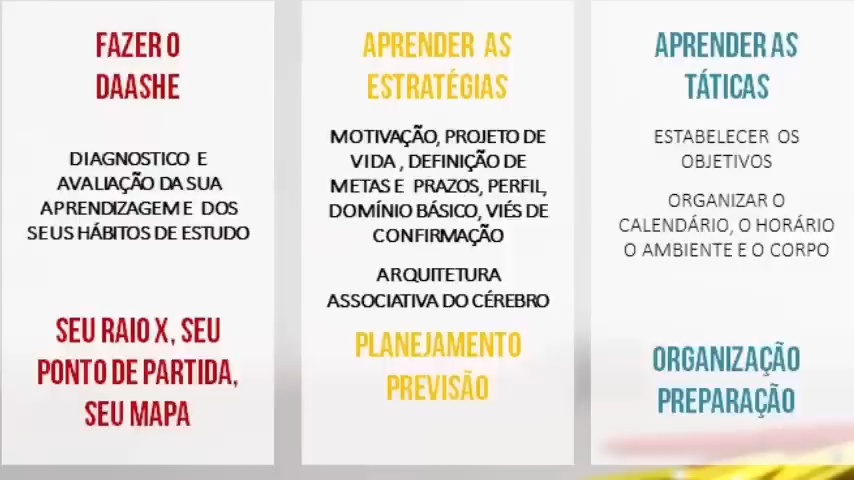 FAZER O
DAASHE
DIAGNOSTICO E
AVALIAÇÃO DA SUA
APRENDIZAGEM E DOS
SEUS HÁBITOS DE ESTUDO
SEU RAIO X, SEU
PONTO DE PARTIDA,
SEU MAPA
APRENDER AS
ESTRATÉGIAS
MOTIVAÇÃO, PROJETO DE
VIDA , DEFINIÇÃO DE
METAS E PRAZOS, PERFIL,
DOMÍNIO BÁSICO, VIÉS DE
CONFIRMAÇÃO
ARQUITETURA
ASSOCIATIVA DO CÉREBRO
PLANEJAMENTO
PREVISÃO
APRENDER AS
TÁTICAS
ESTABELECER OS
OBJETIVOS
ORGANIZAR O
CALENDÁRIO, O HORÁRIO
O AMBIENTE E O CORPO
ORGANIZAÇÃO
PREPARAÇÃO